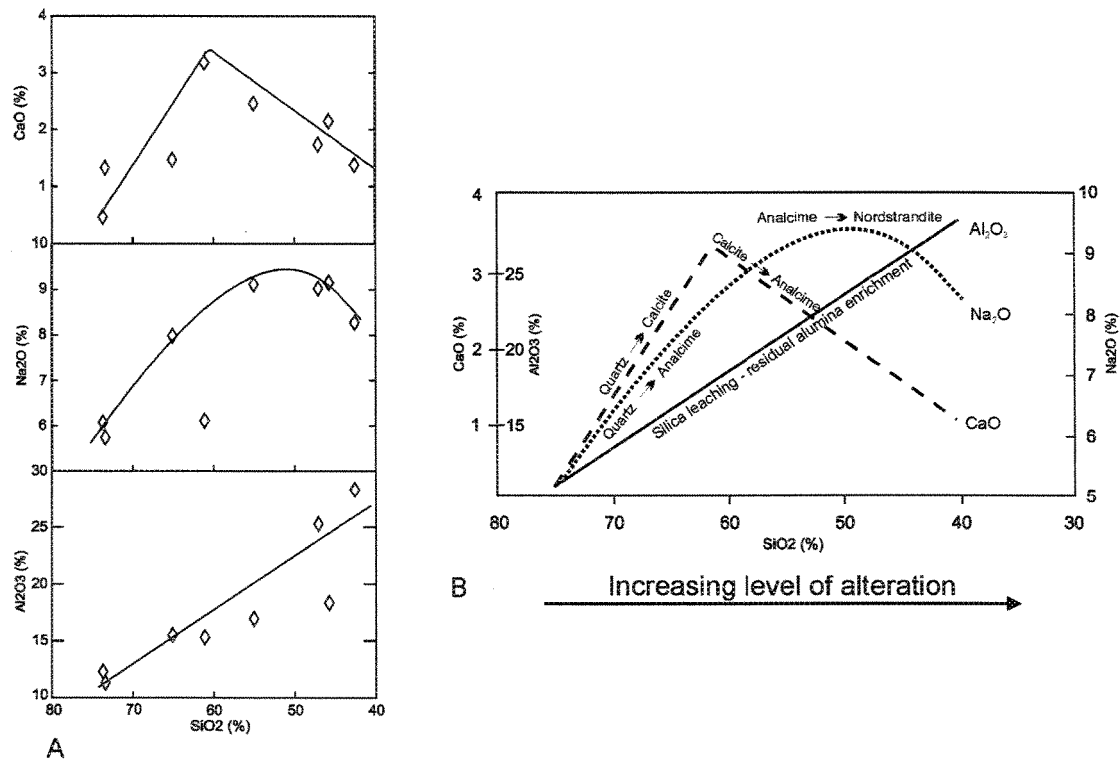 4
3
2
1
10
CaO (%)
80
9
8
6
6
30
Na2O (%)
25
20
15
10
Al2O3 (%)
80
70
60
50
40
SiO2 (%)
A
4
3
2
1
CaO (%)
25
20
15
Al2O3 (%)
10
9
8
7
6
5
Na2O (%)
80
70
60
50
40
30
SiO2 (%)
Analcime → Nordstrandite
Calcite → Analcime
Quartz → Calcite
Quartz → Analcime
Silica leaching - residual alumina enrichment
Al₂O₃
Na₂O
CaO
B
Increasing level of alteration